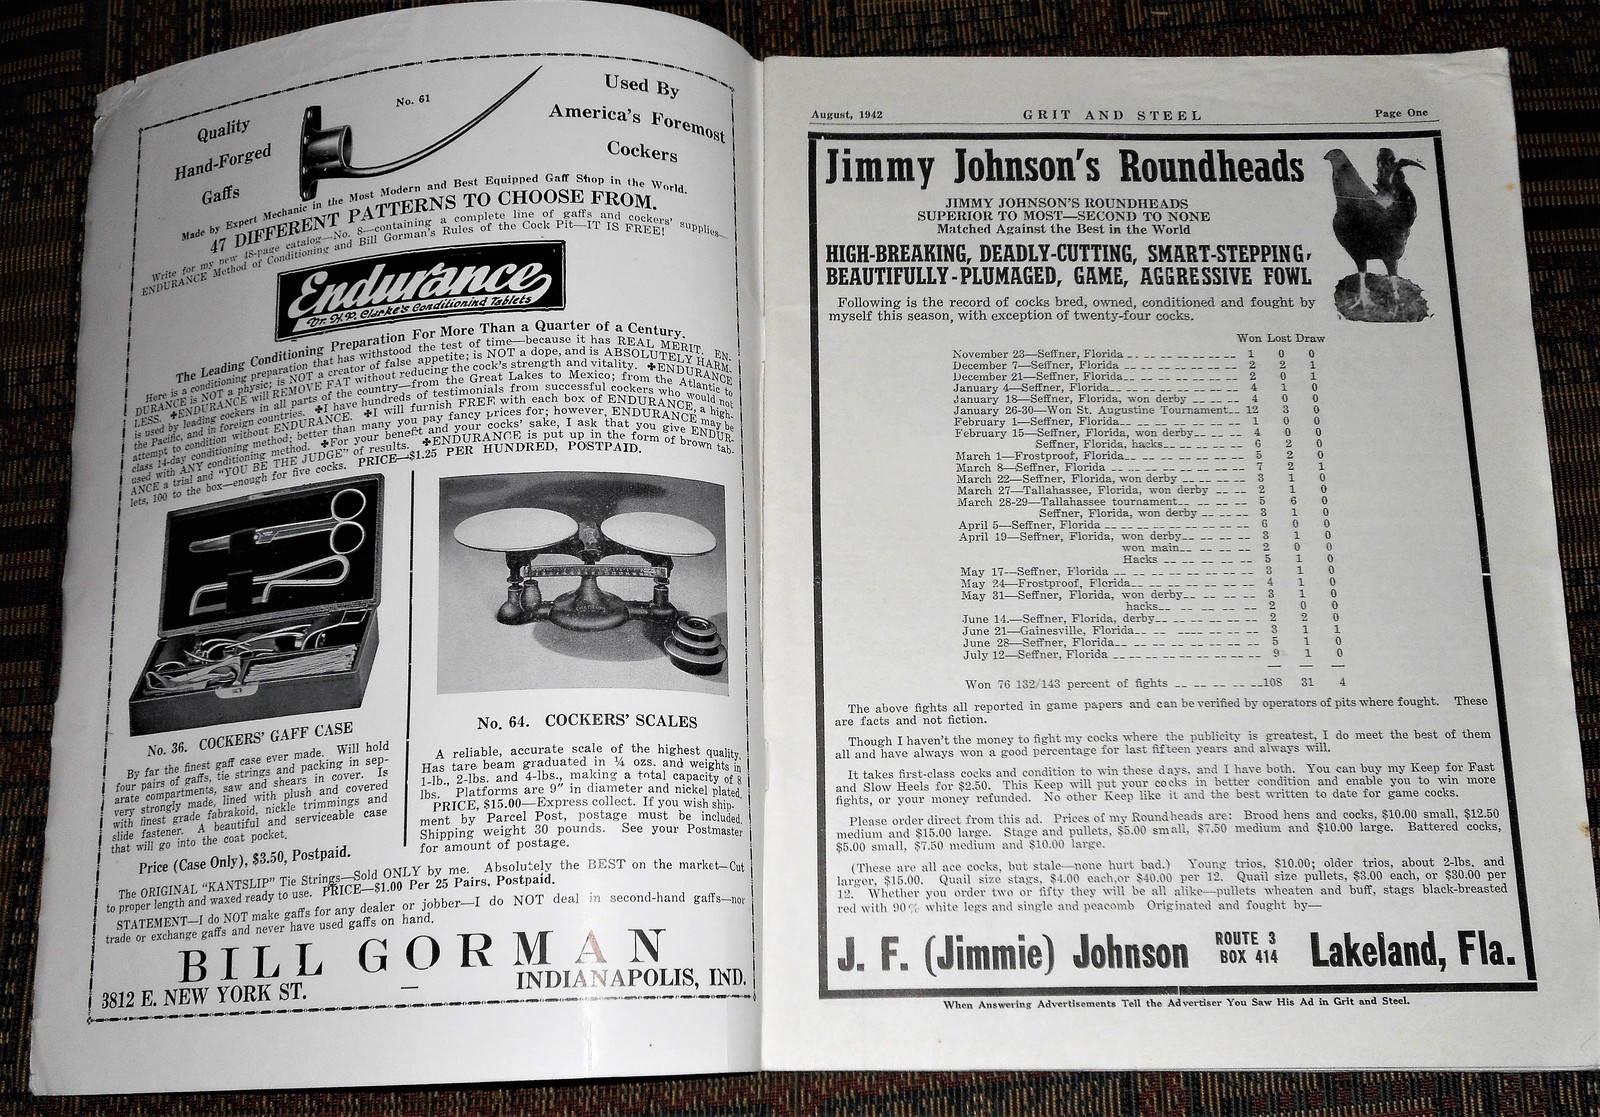 Quality
Hand-Forged
Gaffs
No. 61
Used By
America's Foremost
Cockers
Made by Expert Mechanic in the Most Modern and Best Equipped Gaff Shop in the World.
47 DIFFERENT PATTERNS TO CHOOSE FROM.
Write for my new 48-page catalog—No. 8—containing a complete line of gaffs and cockers' supplies—
ENDURANCE Method of Conditioning and Bill Gorman's Rules of the Cock Pit—IT IS FREE!
Endurance
Dr. H.P. Clarke's Conditioning Tablets
The Leading Conditioning Preparation For More Than a Quarter of a Century.
Here is a conditioning preparation that has withstood the test of time—because it has REAL MERIT. EN-
DURANCE is NOT a physic; is NOT a creator of false appetite; is NOT a dope, and is ABSOLUTELY HARM-
LESS. ✤ENDURANCE will REMOVE FAT without reducing the cock's strength and vitality. ✤ENDURANCE
is used by leading cockers in all parts of the country—from the Great Lakes to Mexico; from the Atlantic to
the Pacific, and in foreign countries. ✤I have hundreds of testimonials from successful cockers who would not
attempt to condition without ENDURANCE. ✤I will furnish FREE with each box of ENDURANCE, a high-
class 14-day conditioning method; better than many you pay fancy prices for; however, ENDURANCE may be
used with ANY conditioning method. ✤For your benefit and your cocks' sake, I ask that you give ENDUR-
ANCE a trial and "YOU BE THE JUDGE" of results. ✤ENDURANCE is put up in the form of brown tab-
lets, 100 to the box—enough for five cocks. PRICE—$1.25 PER HUNDRED, POSTPAID.
No. 36. COCKERS' GAFF CASE
By far the finest gaff case ever made. Will hold
four pairs of gaffs, tie strings and packing in sep-
arate compartments, saw and shears in cover. Is
very strongly made, lined with plush and covered
with finest grade fabrakoid, nickle trimmings and
slide fastener. A beautiful and serviceable case
that will go into the coat pocket.
Price (Case Only), $3.50, Postpaid.
No. 64. COCKERS' SCALES
A reliable, accurate scale of the highest quality.
Has tare beam graduated in ¼ ozs. and weights in
1-lb., 2-lbs. and 4-lbs., making a total capacity of 8
lbs. Platforms are 9" in diameter and nickel plated.
PRICE, $15.00—Express collect. If you wish ship-
ment by Parcel Post, postage must be included.
Shipping weight 30 pounds. See your Postmaster
for amount of postage.
The ORIGINAL "KANTSLIP" Tie Strings—Sold ONLY by me. Absolutely the BEST on the market—Cut
to proper length and waxed ready to use. PRICE—$1.00 Per 25 Pairs, Postpaid.
STATEMENT—I do NOT make gaffs for any dealer or jobber—I do NOT deal in second-hand gaffs—nor
trade or exchange gaffs and never have used gaffs on hand.
BILL GORMAN
3812 E. NEW YORK ST. — INDIANAPOLIS, IND.
August, 1942 GRIT AND STEEL Page One
Jimmy Johnson's Roundheads
JIMMY JOHNSON'S ROUNDHEADS
SUPERIOR TO MOST—SECOND TO NONE
Matched Against the Best in the World
HIGH-BREAKING, DEADLY-CUTTING, SMART-STEPPING,
BEAUTIFULLY-PLUMAGED, GAME, AGGRESSIVE FOWL
Following is the record of cocks bred, owned, conditioned and fought by
myself this season, with exception of twenty-four cocks.
Won Lost Draw
November 23—Seffner, Florida 1 0 0
December 7—Seffner, Florida 2 2 1
December 21—Seffner, Florida 2 0 1
January 4—Seffner, Florida 4 1 0
January 18—Seffner, Florida, won derby 4 0 0
January 26-30—Won St. Augustine Tournament 12 3 0
February 1—Seffner, Florida 1 0 0
February 15—Seffner, Florida, won derby 4 0 0
Seffner, Florida, hacks 6 2 0
March 1—Frostproof, Florida 5 2 0
March 8—Seffner, Florida 7 2 1
March 22—Seffner, Florida, won derby 3 1 0
March 27—Tallahassee, Florida, won derby 2 1 0
March 28-29—Tallahassee tournament 5 6 0
Seffner, Florida, won derby 3 1 0
April 5—Seffner, Florida 6 0 0
April 19—Seffner, Florida, won derby 3 1 0
won main 2 0 0
Hacks 5 1 0
May 17—Seffner, Florida 3 1 0
May 24—Frostproof, Florida 4 1 0
May 31—Seffner, Florida, won derby 3 1 0
hacks 2 0 0
June 14.—Seffner, Florida, derby 2 2 0
June 21—Gainesville, Florida 3 1 1
June 28—Seffner, Florida 5 1 0
July 12—Seffner, Florida 9 1 0
Won 76 132/143 percent of fights 108 31 4
The above fights all reported in game papers and can be verified by operators of pits where fought. These
are facts and not fiction.
Though I haven't the money to fight my cocks where the publicity is greatest, I do meet the best of them
all and have always won a good percentage for last fifteen years and always will.
It takes first-class cocks and condition to win these days, and I have both. You can buy my Keep for Fast
and Slow Heels for $2.50. This Keep will put your cocks in better condition and enable you to win more
fights, or your money refunded. No other Keep like it and the best written to date for game cocks.
Please order direct from this ad. Prices of my Roundheads are: Brood hens and cocks, $10.00 small, $12.50
medium and $15.00 large. Stags and pullets, $5.00 small, $7.50 medium and $10.00 large. Battered cocks,
$5.00 small, $7.50 medium and $10.00 large.
(These are all ace cocks, but stale—none hurt bad.) Young trios, $10.00; older trios, about 2-lbs. and
larger, $15.00. Quail size stags, $4.00 each, or $40.00 per 12. Quail size pullets, $3.00 each, or $30.00 per
12. Whether you order two or fifty they will be all alike—pullets wheaten and buff, stags black-breasted
red with 90% white legs and single and peacomb Originated and fought by—
J. F. (Jimmie) Johnson ROUTE 3 BOX 414 Lakeland, Fla.
When Answering Advertisements Tell the Advertiser You Saw His Ad in Grit and Steel.